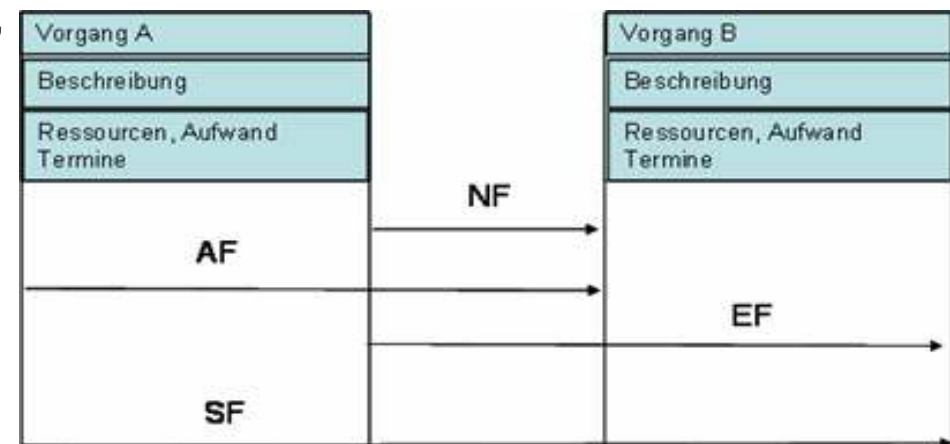 Vorgang A
Beschreibung
Ressourcen, Aufwand
Termine
Vorgang B
Beschreibung
Ressourcen, Aufwand
Termine
NF
AF
EF
SF